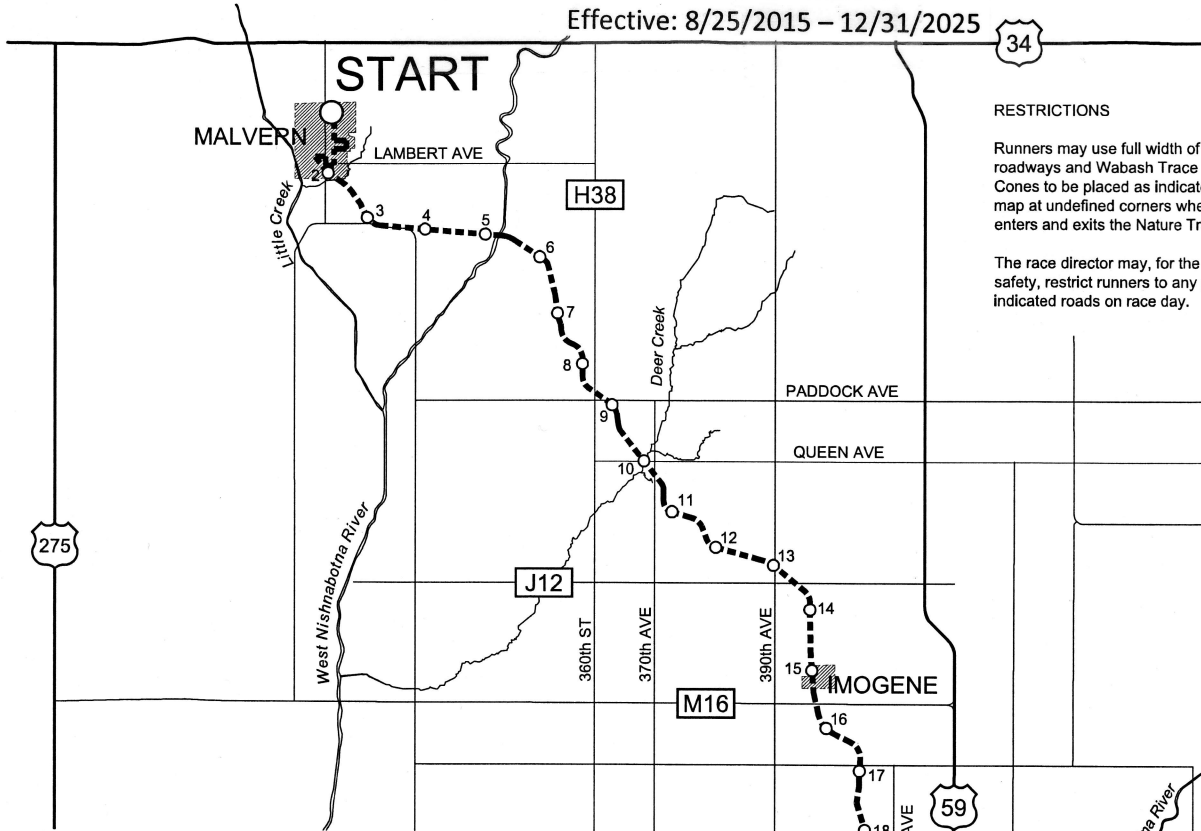 Effective: 8/25/2015 – 12/31/2025
34
START
MALVERN
LAMBERT AVE
H38
RESTRICTIONS
Runners may use full width of
roadways and Wabash Trace
Cones to be placed as
map at undefined corners
enters and exits the Nature
The race director may, for the
safety, restrict runners to any
indicated roads on race day.
2
3
4
5
6
7
8
9
10
11
12
13
14
15
16
17
18
Little Creek
Deer Creek
PADDOCK AVE
QUEEN AVE
275
West Nishnabotna River
J12
360th ST
370th AVE
390th AVE
IMOGENE
M16
59
AVE
River